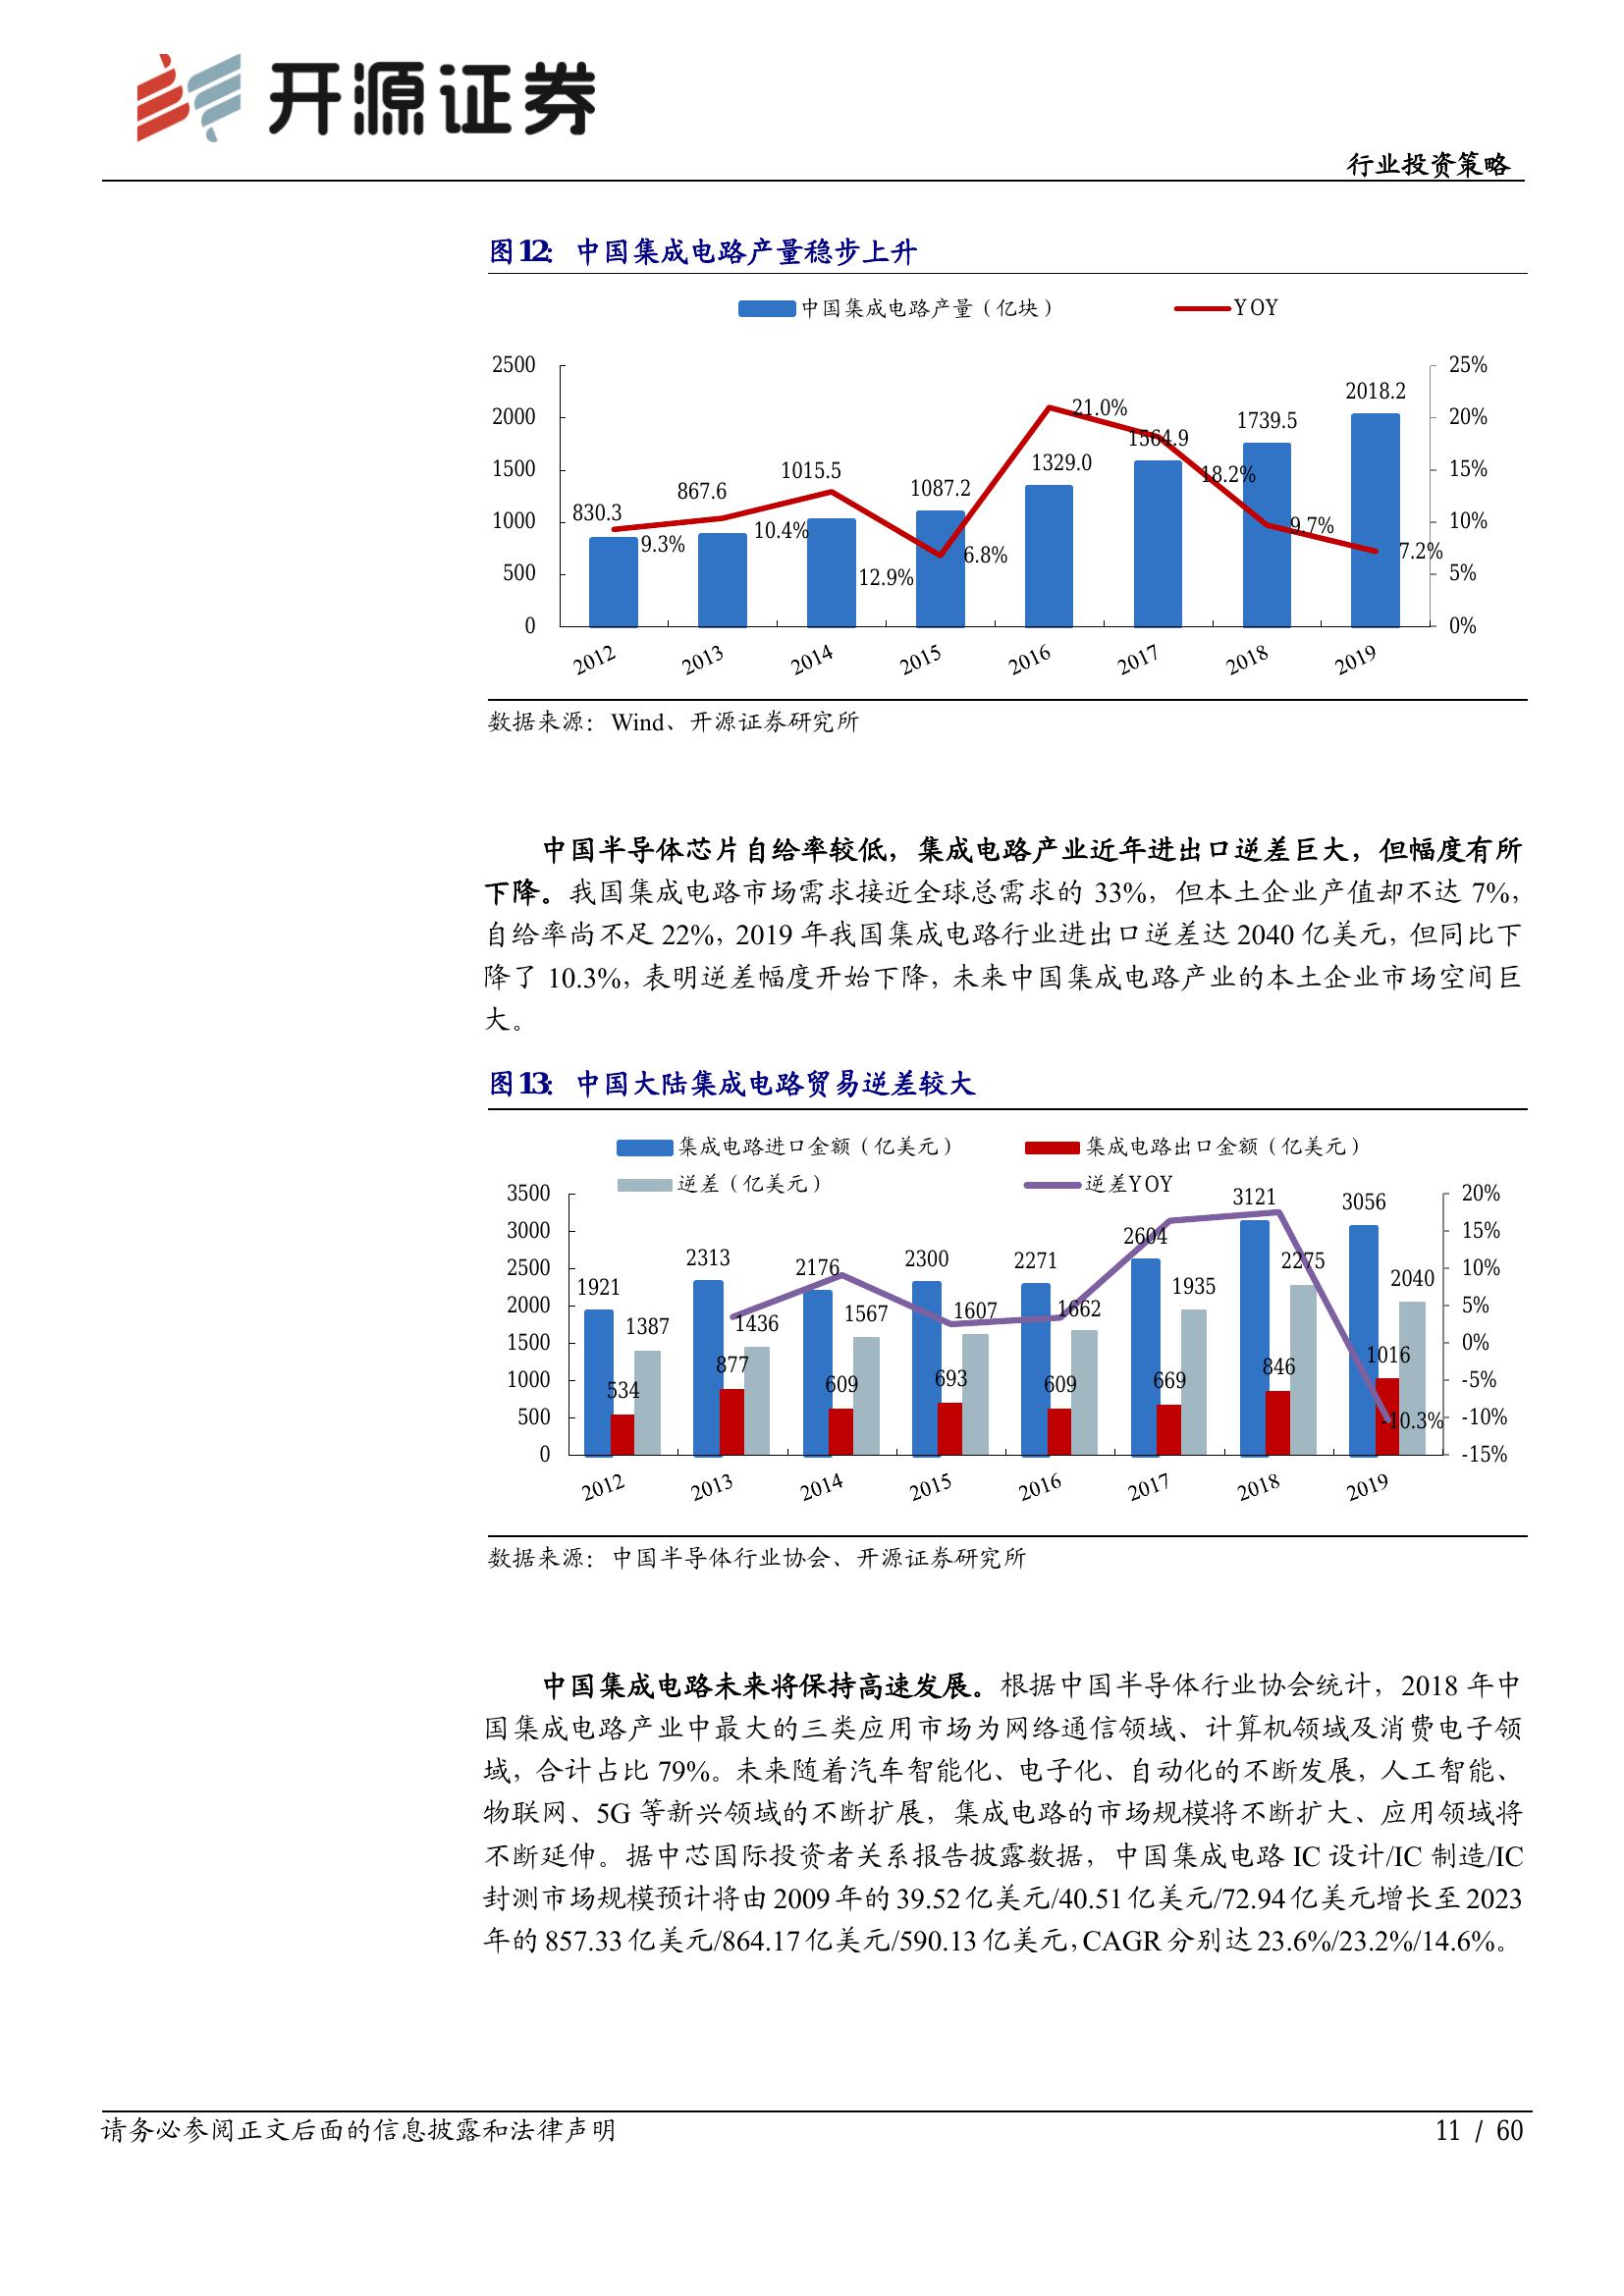 开源证券
行业投资策略
图12：中国集成电路产量稳步上升
中国集成电路产量（亿块） YOY
2500 25%
2000 20%
1500 15%
1000 10%
500 5%
0 0%
830.3 867.6 1015.5 1087.2 1329.0 1564.9 1739.5 2018.2
9.3% 10.4% 12.9% 6.8% 21.0% 18.2% 9.7% 7.2%
2012 2013 2014 2015 2016 2017 2018 2019
数据来源：Wind、开源证券研究所
中国半导体芯片自给率较低，集成电路产业近年进出口逆差巨大，但幅度有所
下降。我国集成电路市场需求接近全球总需求的 33%，但本土企业产值却不达 7%，
自给率尚不足 22%，2019 年我国集成电路行业进出口逆差达 2040 亿美元，但同比下
降了 10.3%，表明逆差幅度开始下降，未来中国集成电路产业的本土企业市场空间巨
大。
图13：中国大陆集成电路贸易逆差较大
集成电路进口金额（亿美元） 集成电路出口金额（亿美元）
逆差（亿美元） 逆差YOY
3500 20%
3000 15%
2500 10%
2000 5%
1500 0%
1000 -5%
500 -10%
0 -15%
1921 2313 2176 2300 2271 2604 3121 3056
534 877 609 693 609 669 846 1016
1387 1436 1567 1607 1662 1935 2275 2040
-10.3%
2012 2013 2014 2015 2016 2017 2018 2019
数据来源：中国半导体行业协会、开源证券研究所
中国集成电路未来将保持高速发展。根据中国半导体行业协会统计，2018 年中
国集成电路产业中最大的三类应用市场为网络通信领域、计算机领域及消费电子领
域，合计占比 79%。未来随着汽车智能化、电子化、自动化的不断发展，人工智能、
物联网、5G 等新兴领域的不断扩展，集成电路的市场规模将不断扩大、应用领域将
不断延伸。据中芯国际投资者关系报告披露数据，中国集成电路 IC 设计/IC 制造/IC
封测市场规模预计将由 2009 年的 39.52 亿美元/40.51 亿美元/72.94 亿美元增长至 2023
年的 857.33 亿美元/864.17 亿美元/590.13 亿美元，CAGR 分别达 23.6%/23.2%/14.6%。
请务必参阅正文后面的信息披露和法律声明 11 / 60